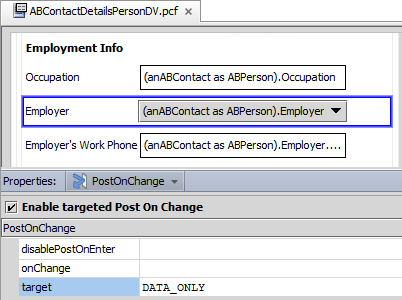 ABContactDetailsPersonDV.pcf
Employment Info
Occupation (anABContact as ABPerson).Occupation
Employer (anABContact as ABPerson).Employer
Employer's Work Phone (anABContact as ABPerson).Employer....
Properties: PostOnChange
Enable targeted Post On Change
PostOnChange
disablePostOnEnter
onChange
target DATA_ONLY